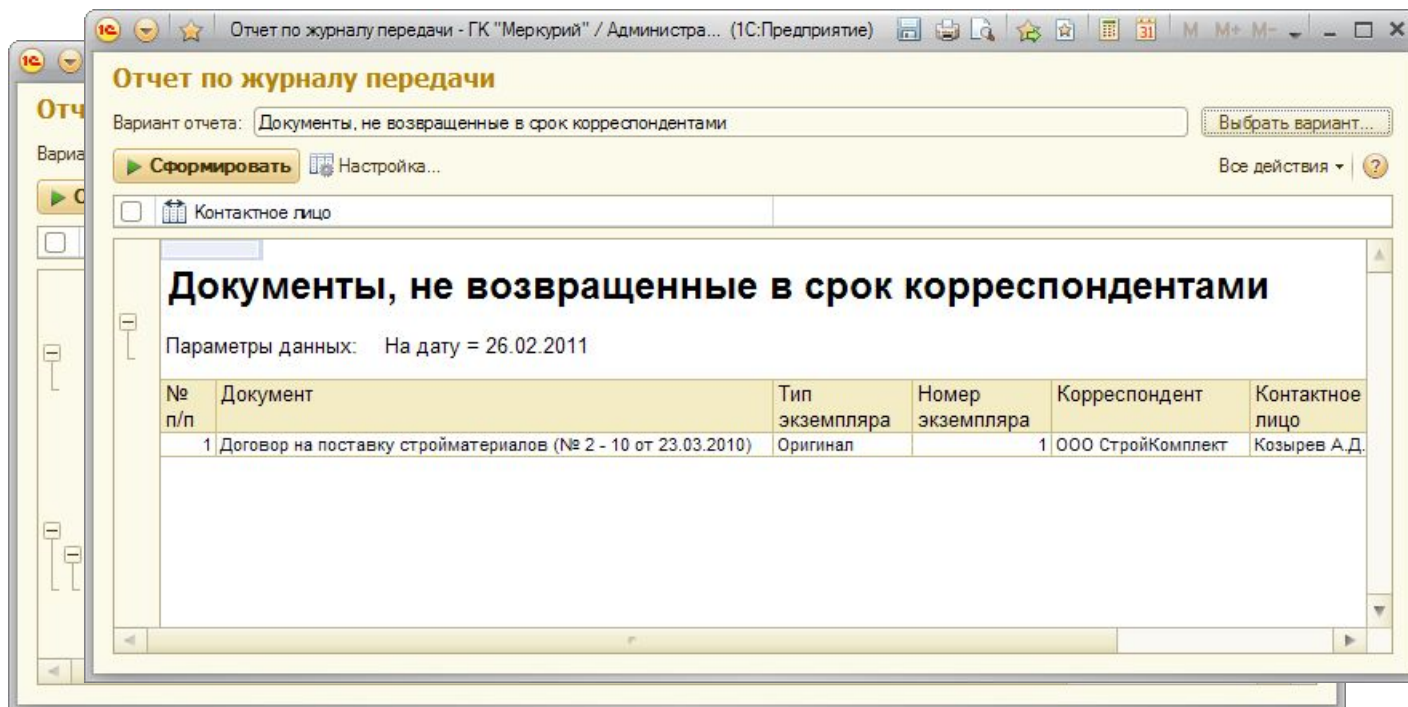 Отчет по журналу передачи - ГК "Меркурий" / Администра... (1С:Предприятие) 31 M M+ M-
Отчет по журналу передачи
Отч
Вариант отчета: Документы, не возвращенные в срок корреспондентами Выбрать вариант...
Вариа
Сформировать Настройка... Все действия ?
С
Контактное лицо
Документы, не возвращенные в срок корреспондентами
Параметры данных: На дату = 26.02.2011
№ Документ Тип Номер Корреспондент Контактное
п/п экземпляра экземпляра лицо
1 Договор на поставку стройматериалов (№ 2 - 10 от 23.03.2010) Оригинал 1 ООО СтройКомплект Козырев А.Д.